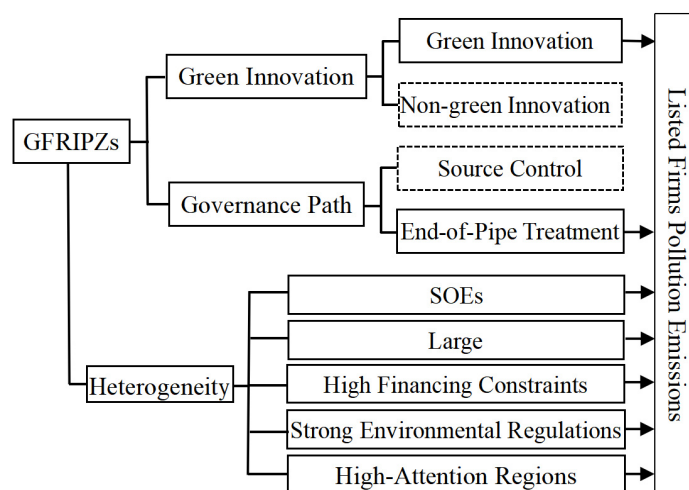 Green Innovation
Green Innovation
Non-green Innovation
GFRIPZs
Source Control
Governance Path
End-of-Pipe Treatment
SOEs
Large
Heterogeneity
High Financing Constraints
Strong Environmental Regulations
High-Attention Regions
Listed Firms Pollution Emissions